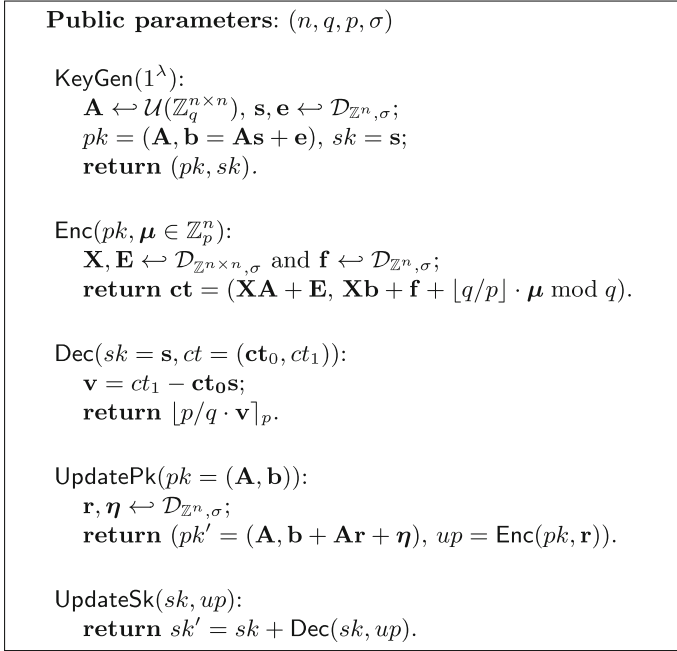 Public parameters: (n, q, p, σ)
KeyGen(1^λ):
A ↩ U(Z_q^{n×n}), s, e ↩ D_{Z^n,σ};
pk = (A, b = As + e), sk = s;
return (pk, sk).
Enc(pk, μ ∈ Z_p^n):
X, E ↩ D_{Z^{n×n},σ} and f ↩ D_{Z^n,σ};
return ct = (XA + E, Xb + f + ⌊q/p⌋ · μ mod q).
Dec(sk = s, ct = (ct_0, ct_1)):
v = ct_1 − ct_0s;
return ⌊p/q · v⌉_p.
UpdatePk(pk = (A, b)):
r, η ↩ D_{Z^n,σ};
return (pk′ = (A, b + Ar + η), up = Enc(pk, r)).
UpdateSk(sk, up):
return sk′ = sk + Dec(sk, up).